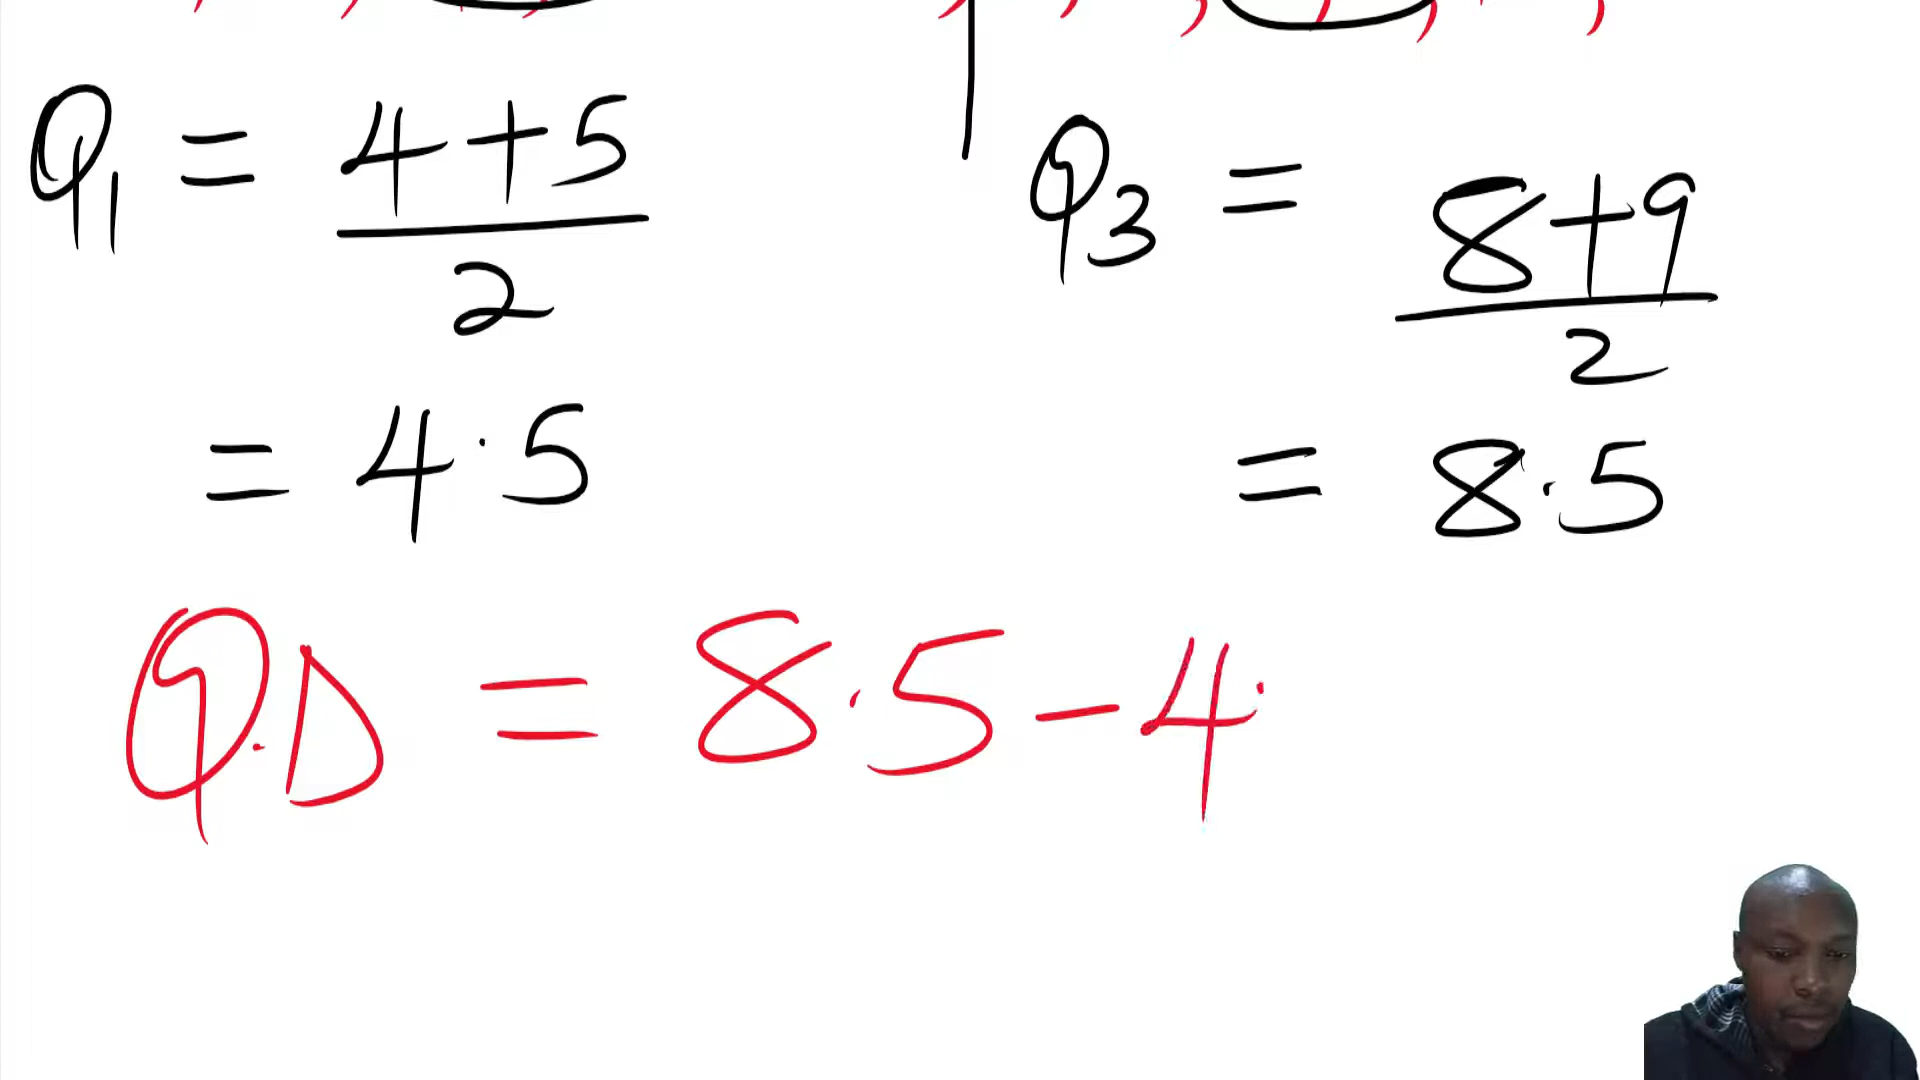 Q1 = 4+5
2
= 4.5
Q3 = 8+9
2
= 8.5
Q.D = 8.5-4.